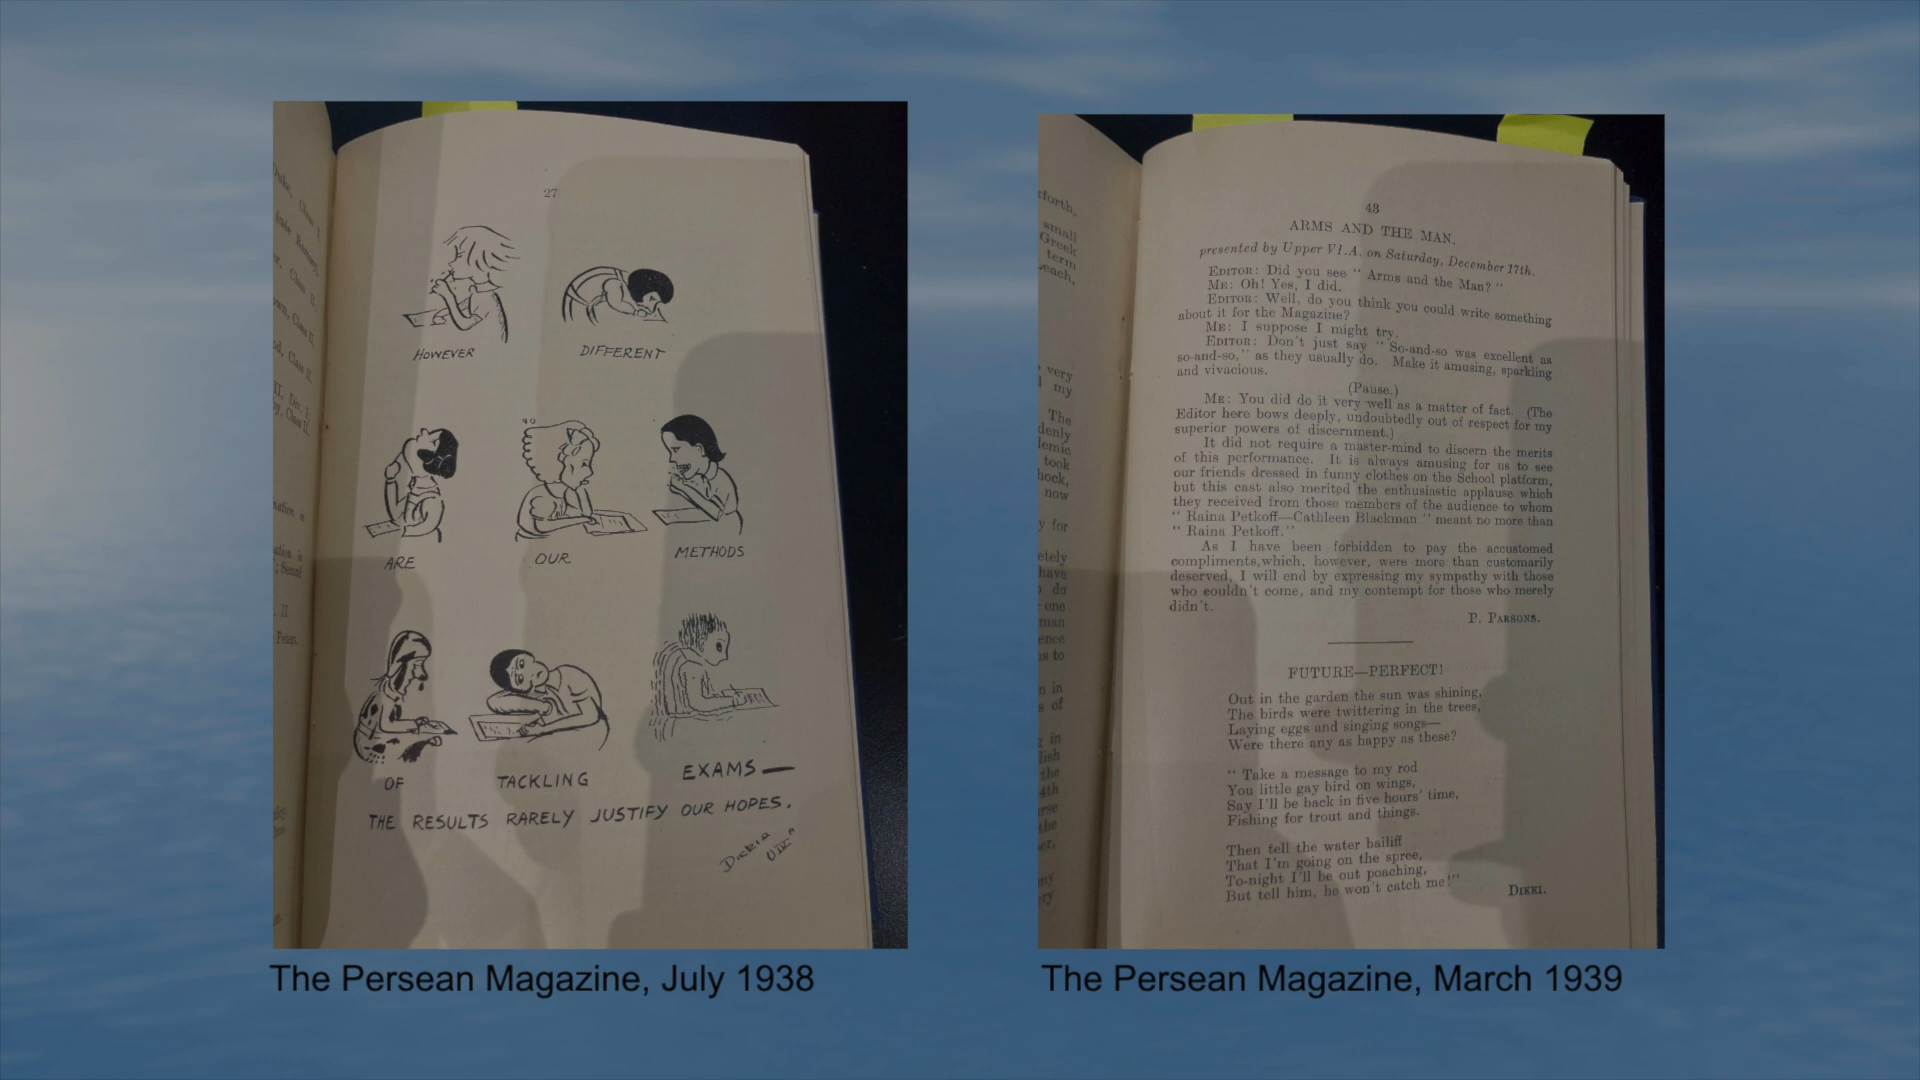 27
HOWEVER
DIFFERENT
ARE
OUR
METHODS
OF
TACKLING
EXAMS—
THE RESULTS RARELY JUSTIFY OUR HOPES.
The Persean Magazine, July 1938
43
ARMS AND THE MAN.
presented by Upper VI.A. on Saturday, December 17th.
EDITOR: Did you see "Arms and the Man?"
ME: Oh! Yes, I did.
EDITOR: Well, do you think you could write something
about it for the Magazine?
ME: I suppose I might try.
EDITOR: Don't just say "So-and-so was excellent as
so-and-so," as they usually do. Make it amusing, sparkling
and vivacious.
(Pause.)
ME: You did do it very well as a matter of fact. (The
Editor here bows deeply, undoubtedly out of respect for my
superior powers of discernment.)
It did not require a master-mind to discern the merits
of this performance. It is always amusing for us to see
our friends dressed in funny clothes on the School platform,
but this cast also merited the enthusiastic applause which
they received from those members of the audience to whom
"Raina Petkoff—Cathleen Blackman" meant no more than
"Raina Petkoff."
As I have been forbidden to pay the accustomed
compliments, which, however, were more than customarily
deserved, I will end by expressing my sympathy with those
who couldn't come, and my contempt for those who merely
didn't.
P. PARSONS.
FUTURE—PERFECT!
Out in the garden the sun was shining,
The birds were twittering in the trees,
Laying eggs and singing songs—
Were there any as happy as these?
"Take a message to my rod
You little gay bird on wings,
Say I'll be back in five hours' time,
Fishing for trout and things.
Then tell the water bailiff
That I'm going on the spree,
To-night I'll be out poaching,
But tell him, he won't catch me!"
DIKKI.
The Persean Magazine, March 1939